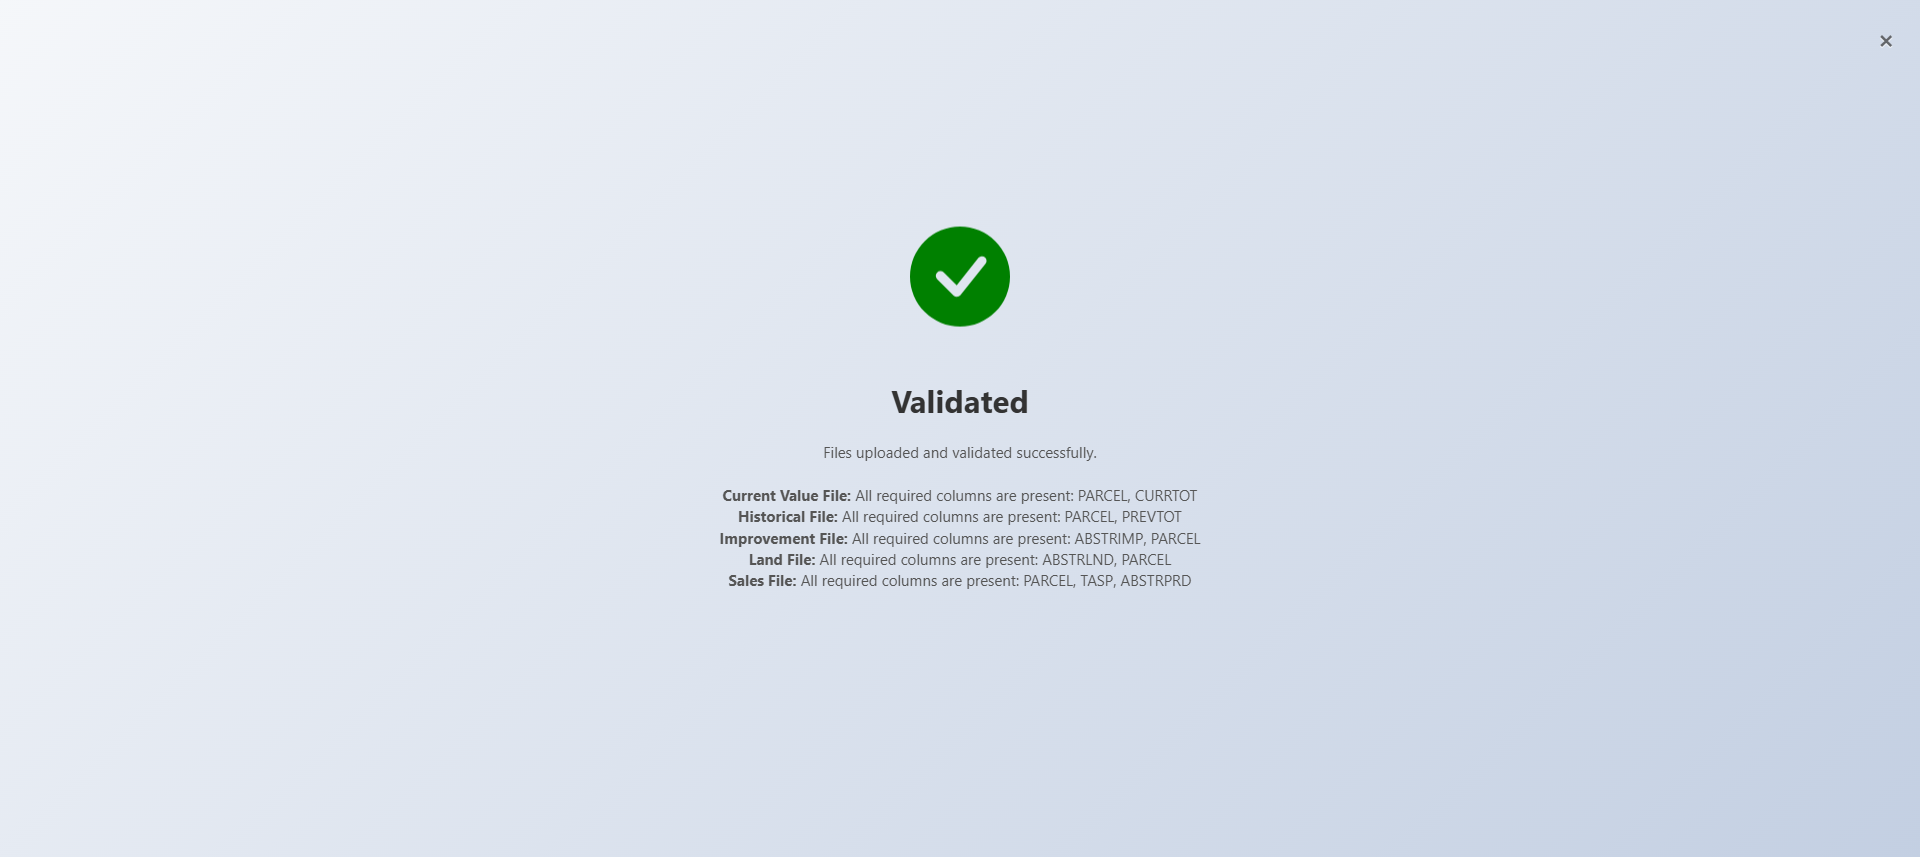 ×
Validated
Files uploaded and validated successfully.
Current Value File: All required columns are present: PARCEL, CURRTOT
Historical File: All required columns are present: PARCEL, PREVTOT
Improvement File: All required columns are present: ABSTRIMP, PARCEL
Land File: All required columns are present: ABSTRLND, PARCEL
Sales File: All required columns are present: PARCEL, TASP, ABSTRPRD